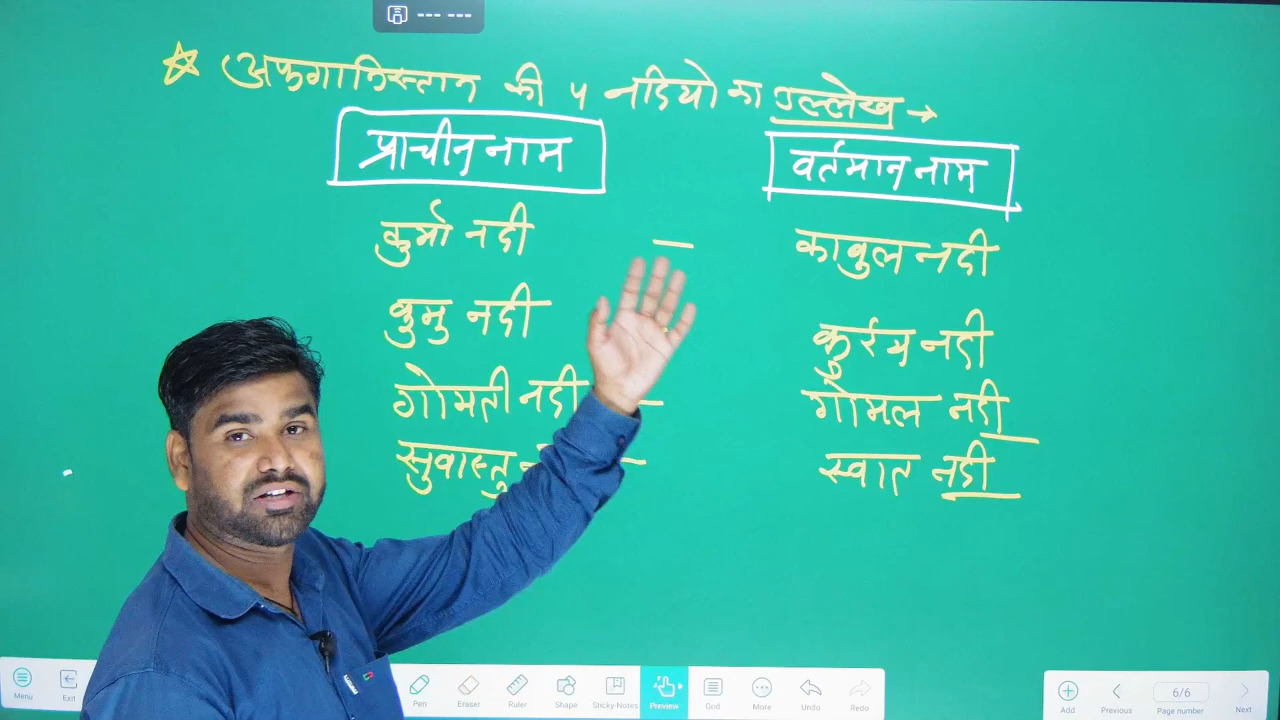 अफगानिस्तान की ५ नदियो का उल्लेख →
प्राचीन नाम वर्तमान नाम
कुर्भा नदी — काबुल नदी
कुमु नदी कुर्रम नदी
गोमती नदी — गोमल नदी
सुवास्तु — स्वात नदी
Menu Exit Pen Eraser Ruler Shape Sticky-Notes Preview Grid More Undo Redo Add Previous 6/6 Page number Next